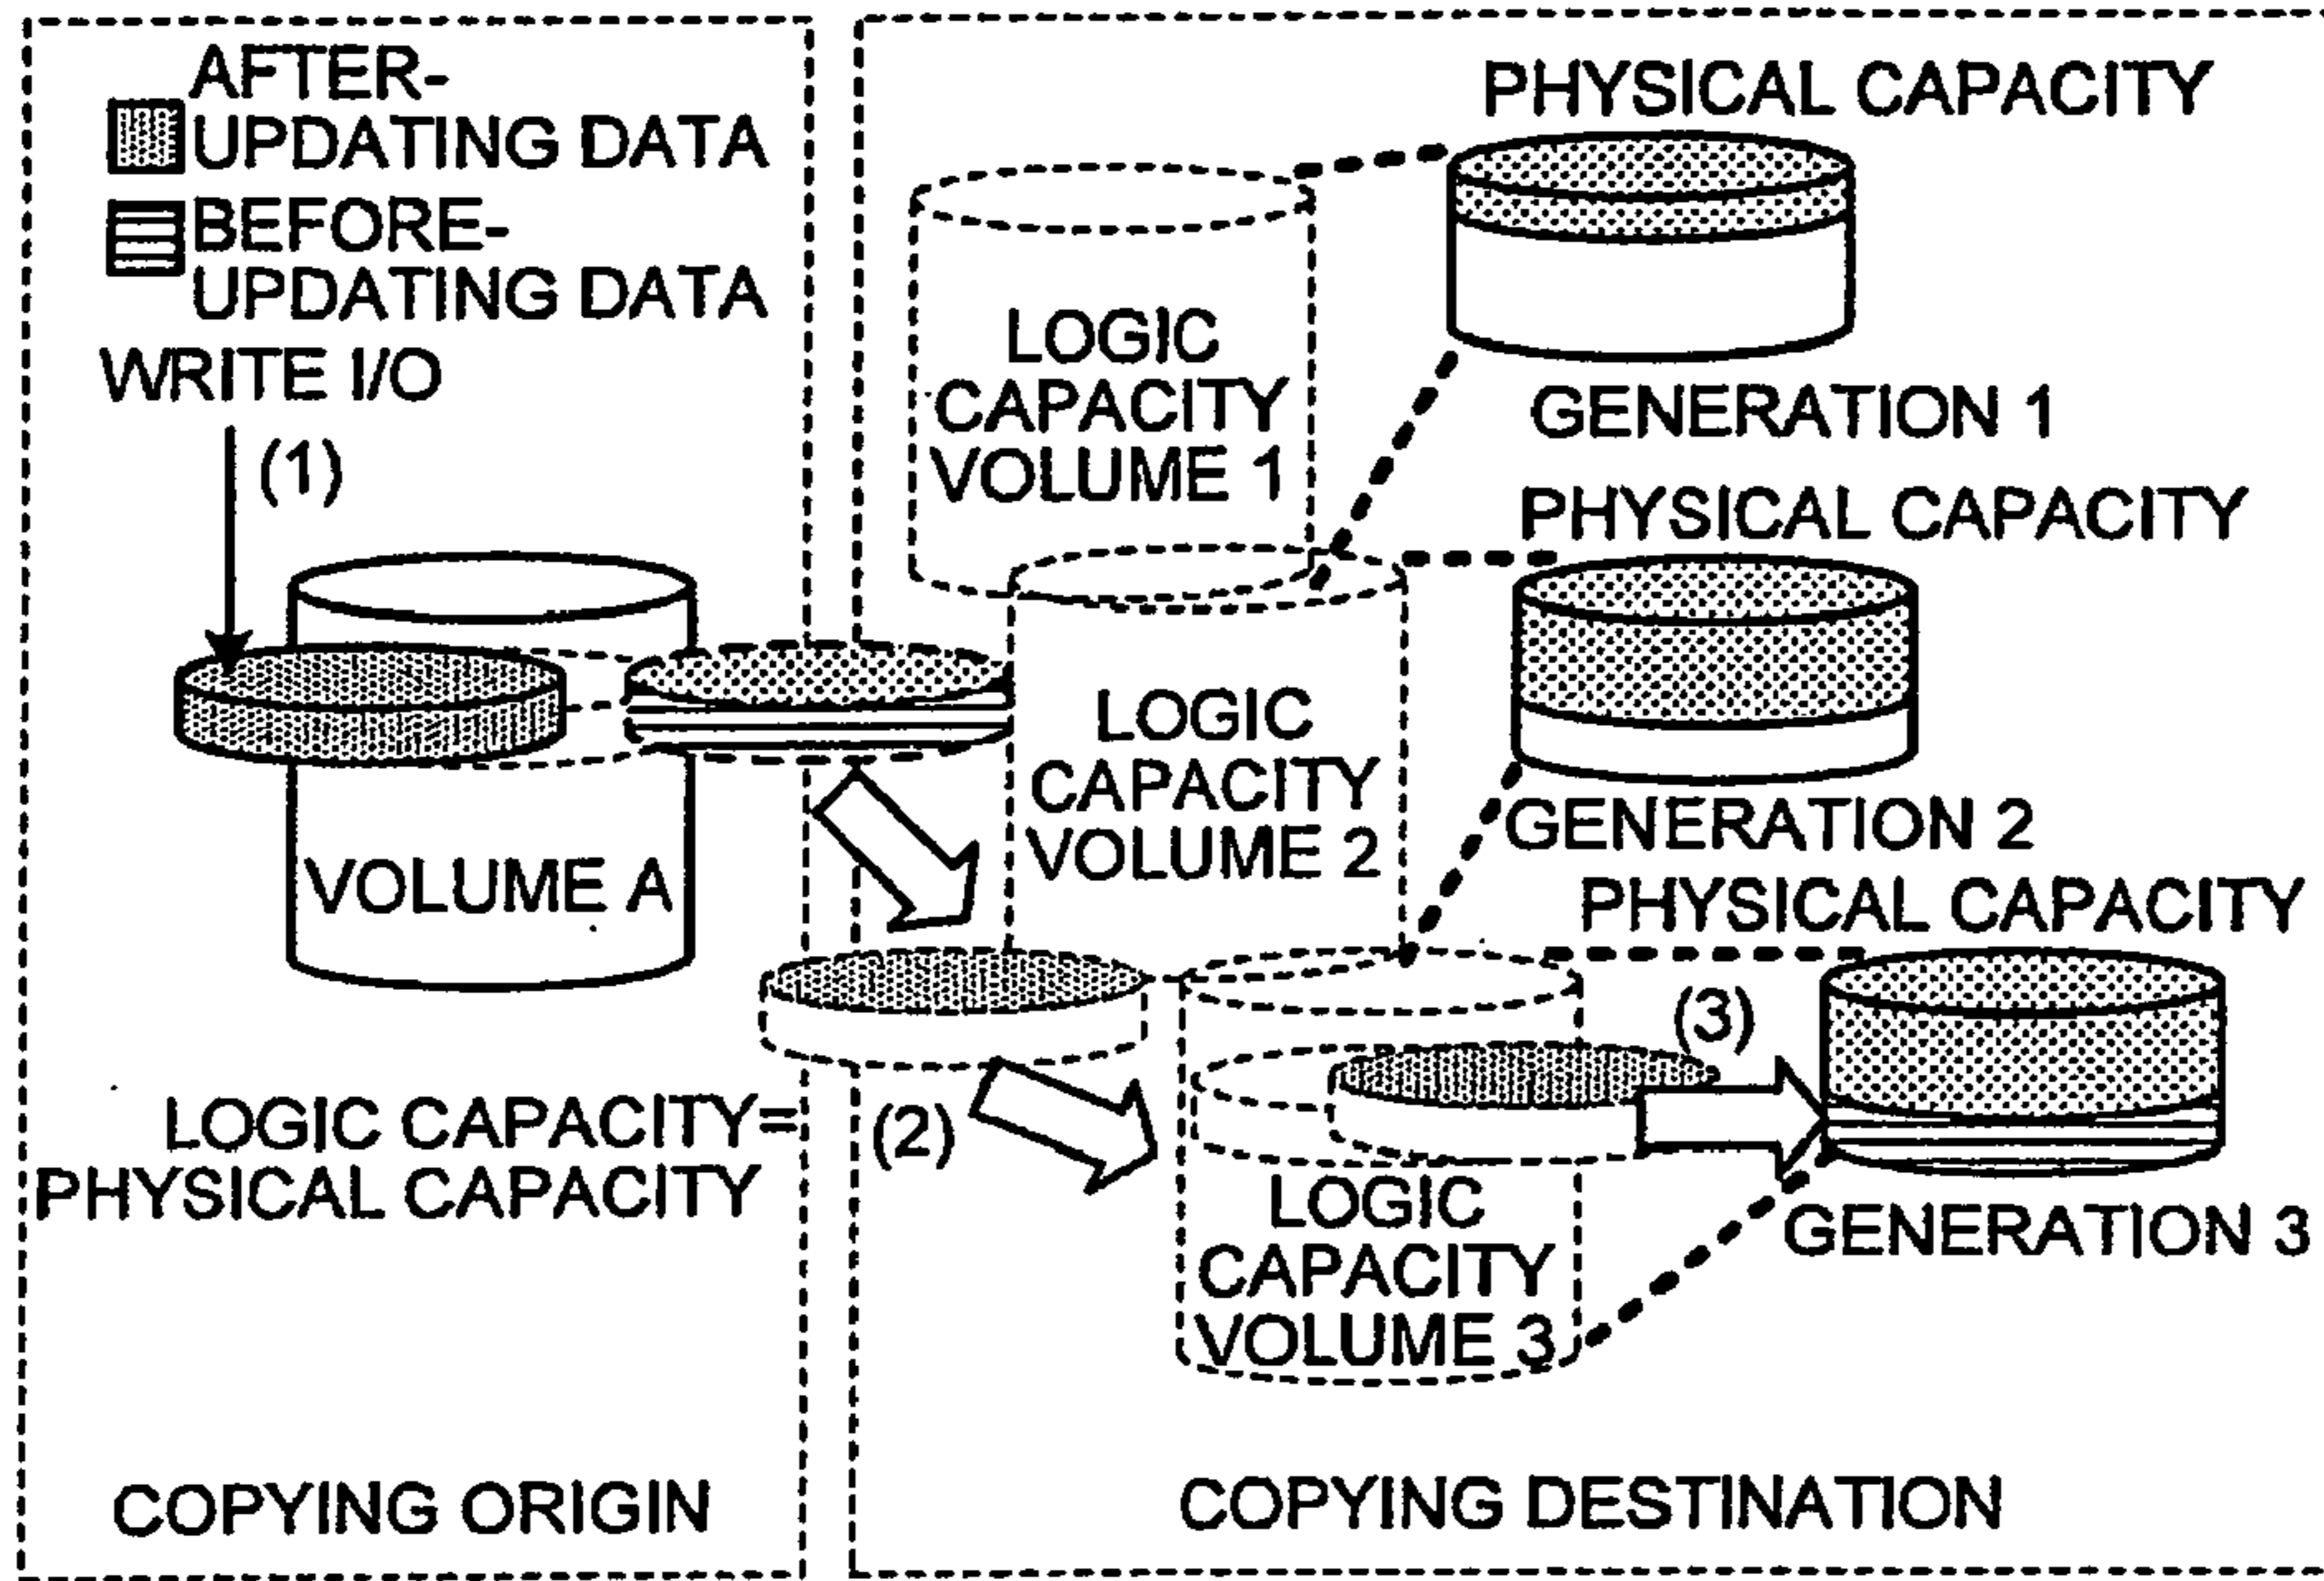 AFTER-
UPDATING DATA
BEFORE-
UPDATING DATA
WRITE I/O
(1)
VOLUME A
LOGIC CAPACITY=
PHYSICAL CAPACITY
COPYING ORIGIN
PHYSICAL CAPACITY
LOGIC
CAPACITY
VOLUME 1
GENERATION 1
PHYSICAL CAPACITY
LOGIC
CAPACITY
VOLUME 2
GENERATION 2
PHYSICAL CAPACITY
(3)
(2)
LOGIC
CAPACITY
VOLUME 3
GENERATION 3
COPYING DESTINATION